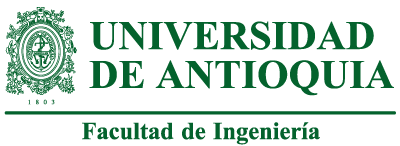 UNIVERSIDAD
DE ANTIOQUIA
1803
Facultad de Ingeniería